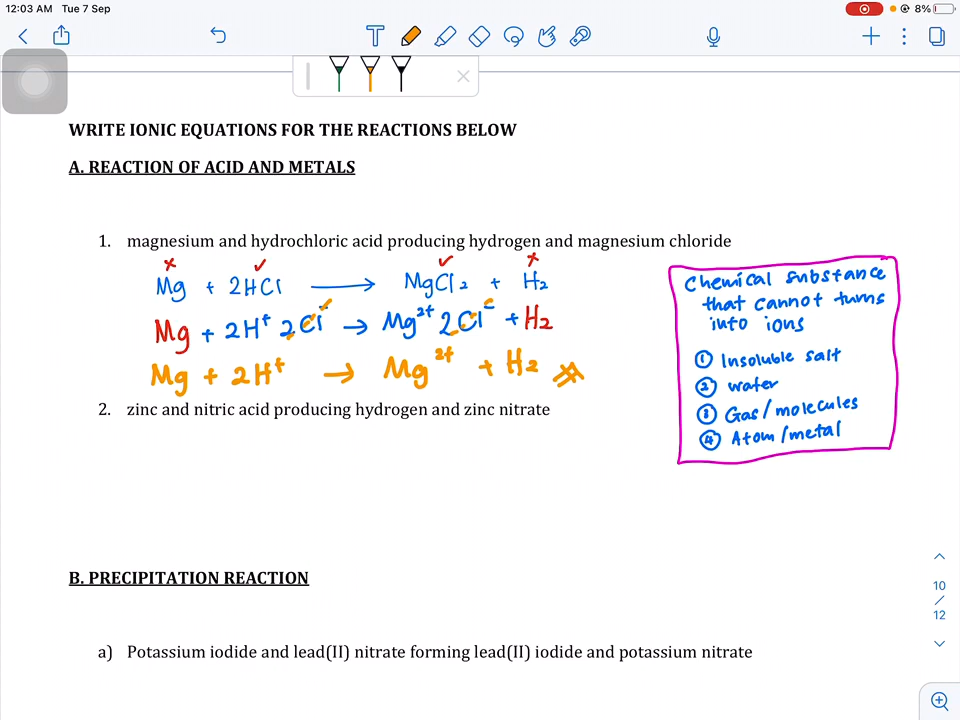 12:03 AM Tue 7 Sep
8%
T
WRITE IONIC EQUATIONS FOR THE REACTIONS BELOW
A. REACTION OF ACID AND METALS
1. magnesium and hydrochloric acid producing hydrogen and magnesium chloride
× ✓ ✓ ×
Mg + 2HCl ⟶ MgCl₂ + H₂
Mg + 2H⁺ 2Cl⁻ → Mg²⁺ 2Cl⁻ + H₂
Mg + 2H⁺ → Mg²⁺ + H₂
2. zinc and nitric acid producing hydrogen and zinc nitrate
Chemical substance
that cannot turns
into ions
① Insoluble salt
② water
③ Gas/molecules
④ Atom/metal
B. PRECIPITATION REACTION
a) Potassium iodide and lead(II) nitrate forming lead(II) iodide and potassium nitrate
10
/
12